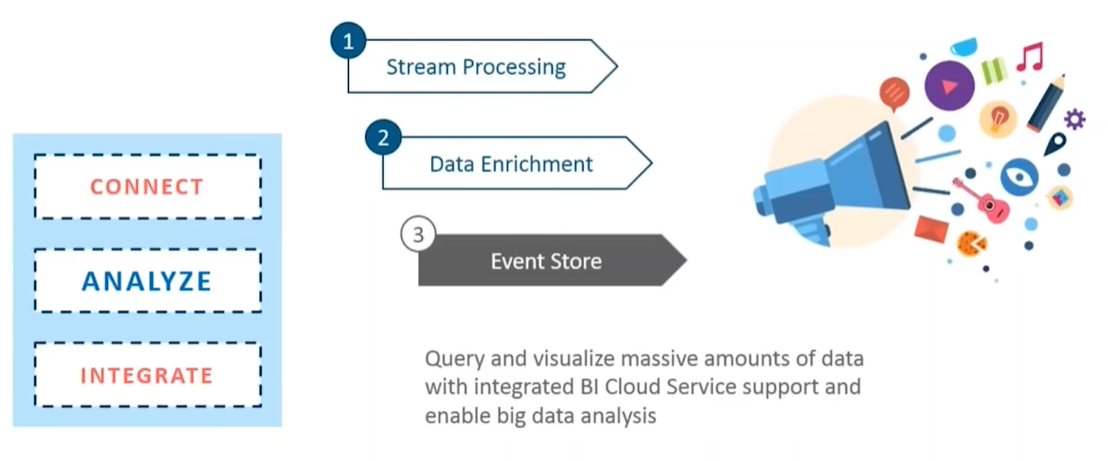 CONNECT
ANALYZE
INTEGRATE
1
Stream Processing
2
Data Enrichment
3
Event Store
Query and visualize massive amounts of data
with integrated BI Cloud Service support and
enable big data analysis